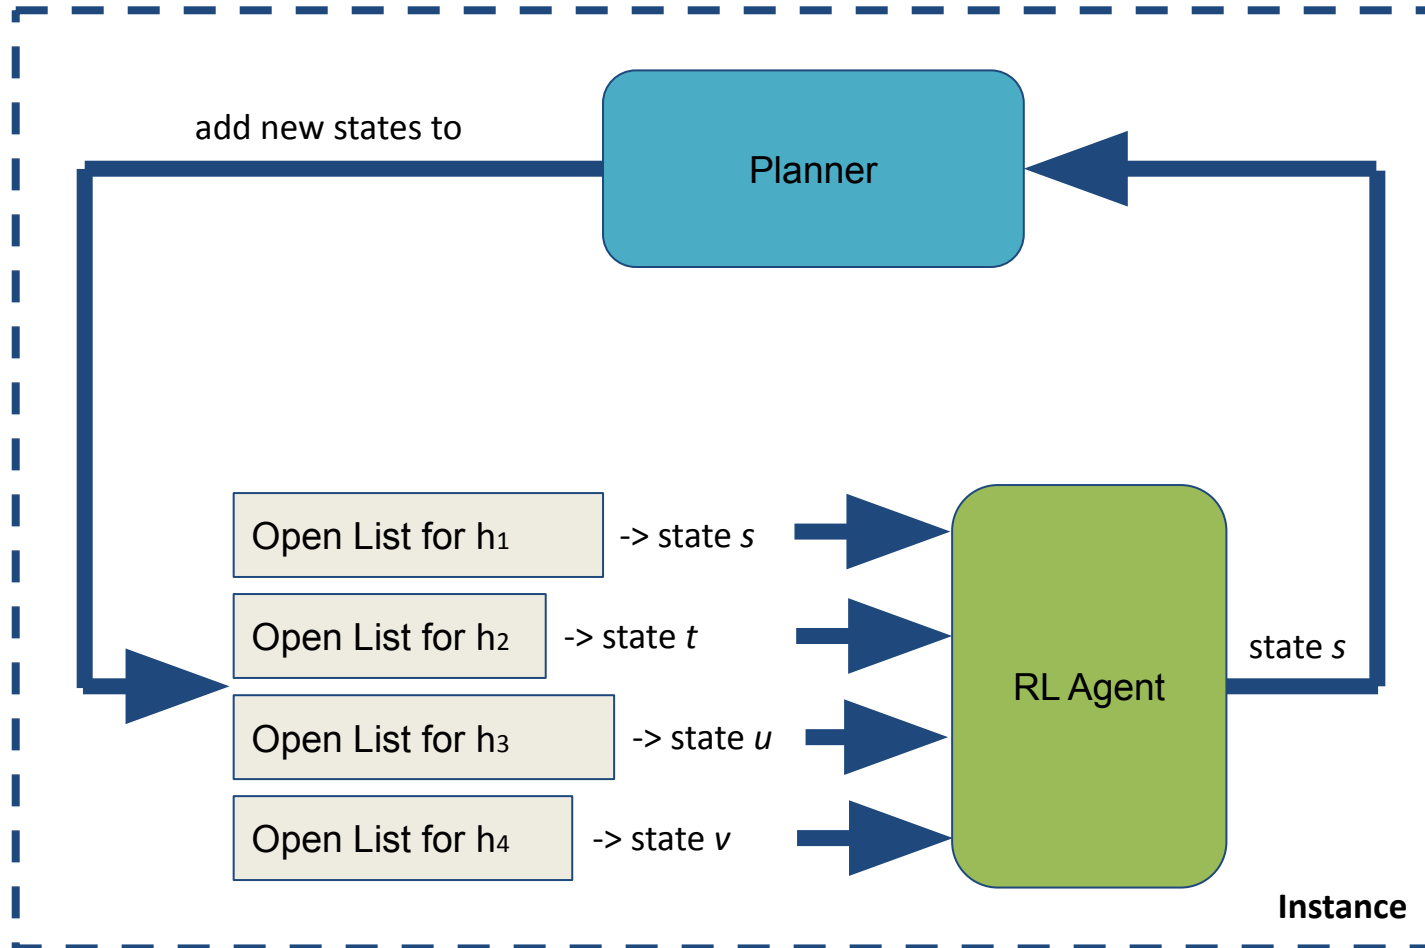 add new states to
Planner
Open List for h₁ -> state s
Open List for h₂ -> state t
Open List for h₃ -> state u
Open List for h₄ -> state v
RL Agent
state s
Instance